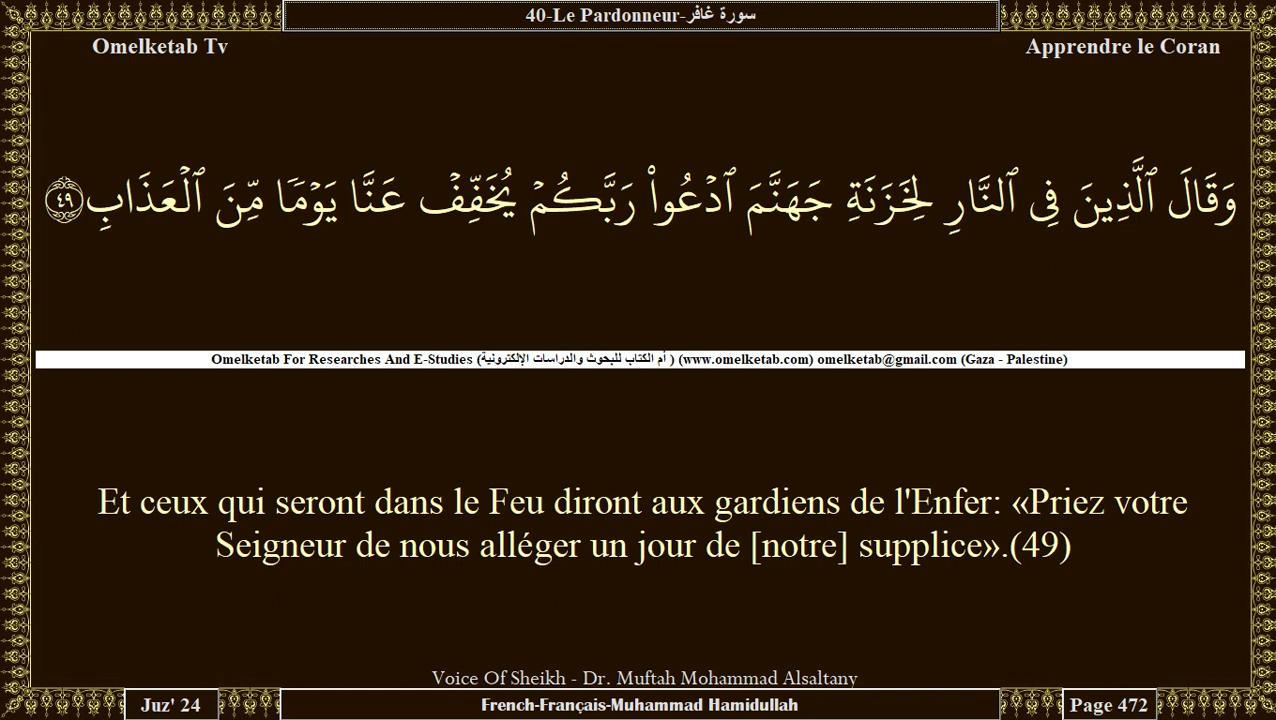 40-Le Pardonneur-سورة غافر
Omelketab Tv
Apprendre le Coran
وَقَالَ ٱلَّذِينَ فِى ٱلنَّارِ لِخَزَنَةِ جَهَنَّمَ ٱدْعُوا۟ رَبَّكُمْ يُخَفِّفْ عَنَّا يَوْمًا مِّنَ ٱلْعَذَابِ ٤٩
Omelketab For Researches And E-Studies (أم الكتاب للبحوث والدراسات الإلكترونية ) (www.omelketab.com) omelketab@gmail.com (Gaza - Palestine)
Et ceux qui seront dans le Feu diront aux gardiens de l'Enfer: «Priez votre
Seigneur de nous alléger un jour de [notre] supplice».(49)
Voice Of Sheikh - Dr. Muftah Mohammad Alsaltany
Juz' 24
French-Français-Muhammad Hamidullah
Page 472